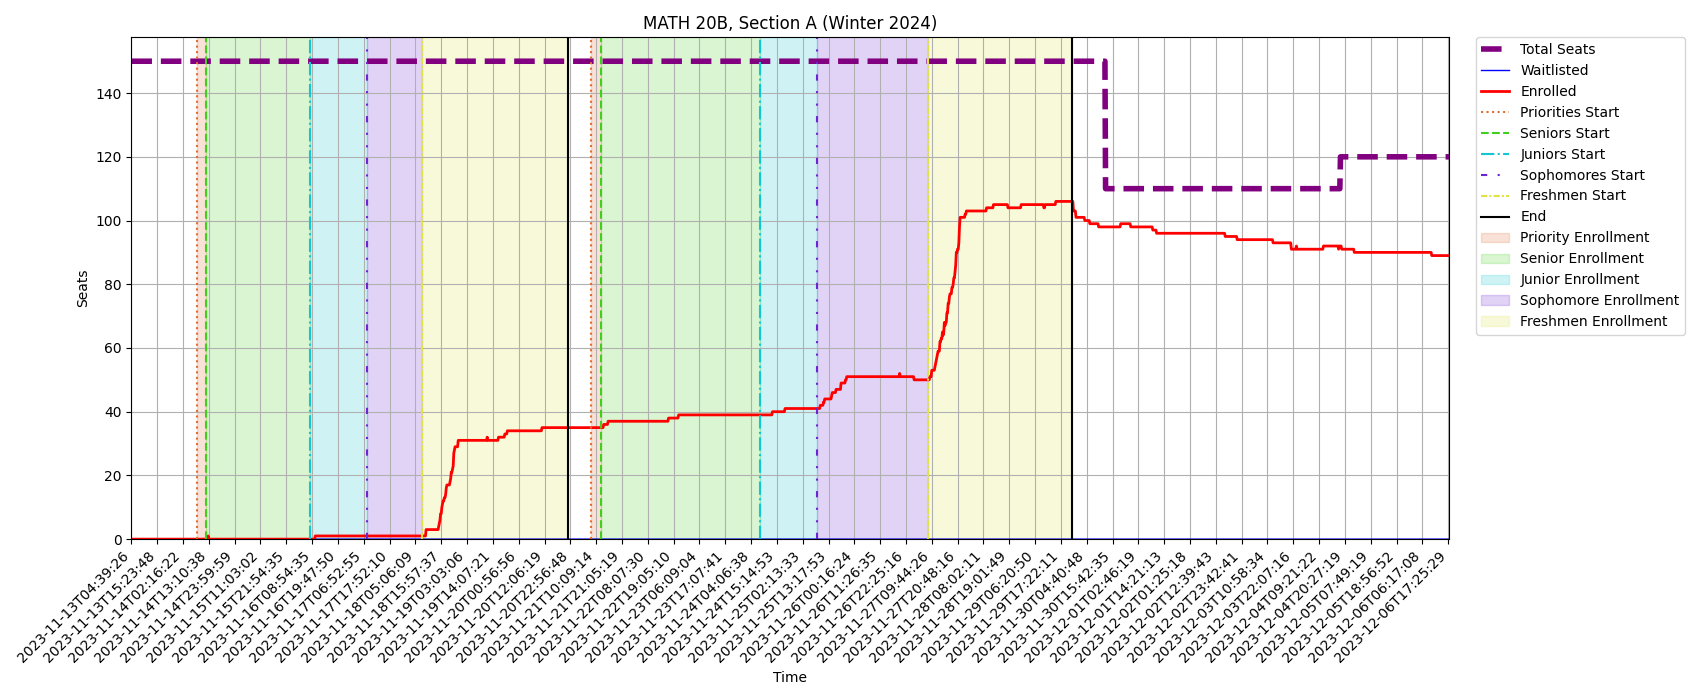 MATH 20B, Section A (Winter 2024)
Seats
140
120
100
80
60
40
20
0
2023-11-13T04:39:26
2023-11-13T15:23:48
2023-11-14T02:16:22
2023-11-14T13:10:38
2023-11-14T23:59:59
2023-11-15T11:03:02
2023-11-15T21:54:35
2023-11-16T08:54:35
2023-11-16T19:47:50
2023-11-17T06:52:55
2023-11-17T17:52:10
2023-11-18T05:06:09
2023-11-18T15:57:37
2023-11-19T03:03:06
2023-11-19T14:07:21
2023-11-20T00:56:56
2023-11-20T12:06:19
2023-11-20T22:56:48
2023-11-21T10:09:14
2023-11-21T21:05:19
2023-11-22T08:07:30
2023-11-22T19:05:10
2023-11-23T06:09:04
2023-11-23T17:07:41
2023-11-24T04:06:38
2023-11-24T15:14:53
2023-11-25T02:13:33
2023-11-25T13:17:53
2023-11-26T00:16:24
2023-11-26T11:26:35
2023-11-26T22:25:16
2023-11-27T09:44:26
2023-11-27T20:48:16
2023-11-28T08:02:11
2023-11-28T19:01:49
2023-11-29T06:20:50
2023-11-29T17:22:11
2023-11-30T04:40:48
2023-11-30T15:42:35
2023-12-01T02:46:19
2023-12-01T14:21:13
2023-12-02T01:25:18
2023-12-02T12:39:43
2023-12-02T23:42:41
2023-12-03T10:58:34
2023-12-03T22:07:16
2023-12-04T09:21:22
2023-12-04T20:27:19
2023-12-05T07:49:19
2023-12-05T18:56:52
2023-12-06T06:17:08
2023-12-06T17:25:29
Time
Total Seats
Waitlisted
Enrolled
Priorities Start
Seniors Start
Juniors Start
Sophomores Start
Freshmen Start
End
Priority Enrollment
Senior Enrollment
Junior Enrollment
Sophomore Enrollment
Freshmen Enrollment